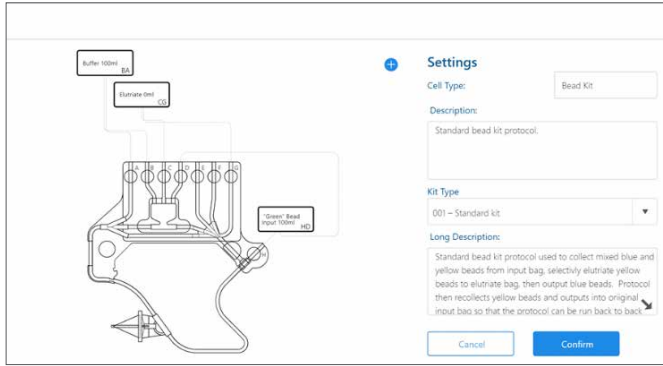 Buffer 100ml
BA
Elutriate 0ml
CG
A B C D E F G
"Green" Bead
input 100ml
HD
H
Settings
Cell Type:
Bead Kit
Description:
Standard bead kit protocol.
Kit Type
001 – Standard kit
Long Description:
Standard bead kit protocol used to collect mixed blue and
yellow beads from input bag, selectivly elutriate yellow
beads to elutriate bag, then output blue beads. Protocol
then recollects yellow beads and outputs into original
input bag so that the protocol can be run back to back
Cancel
Confirm